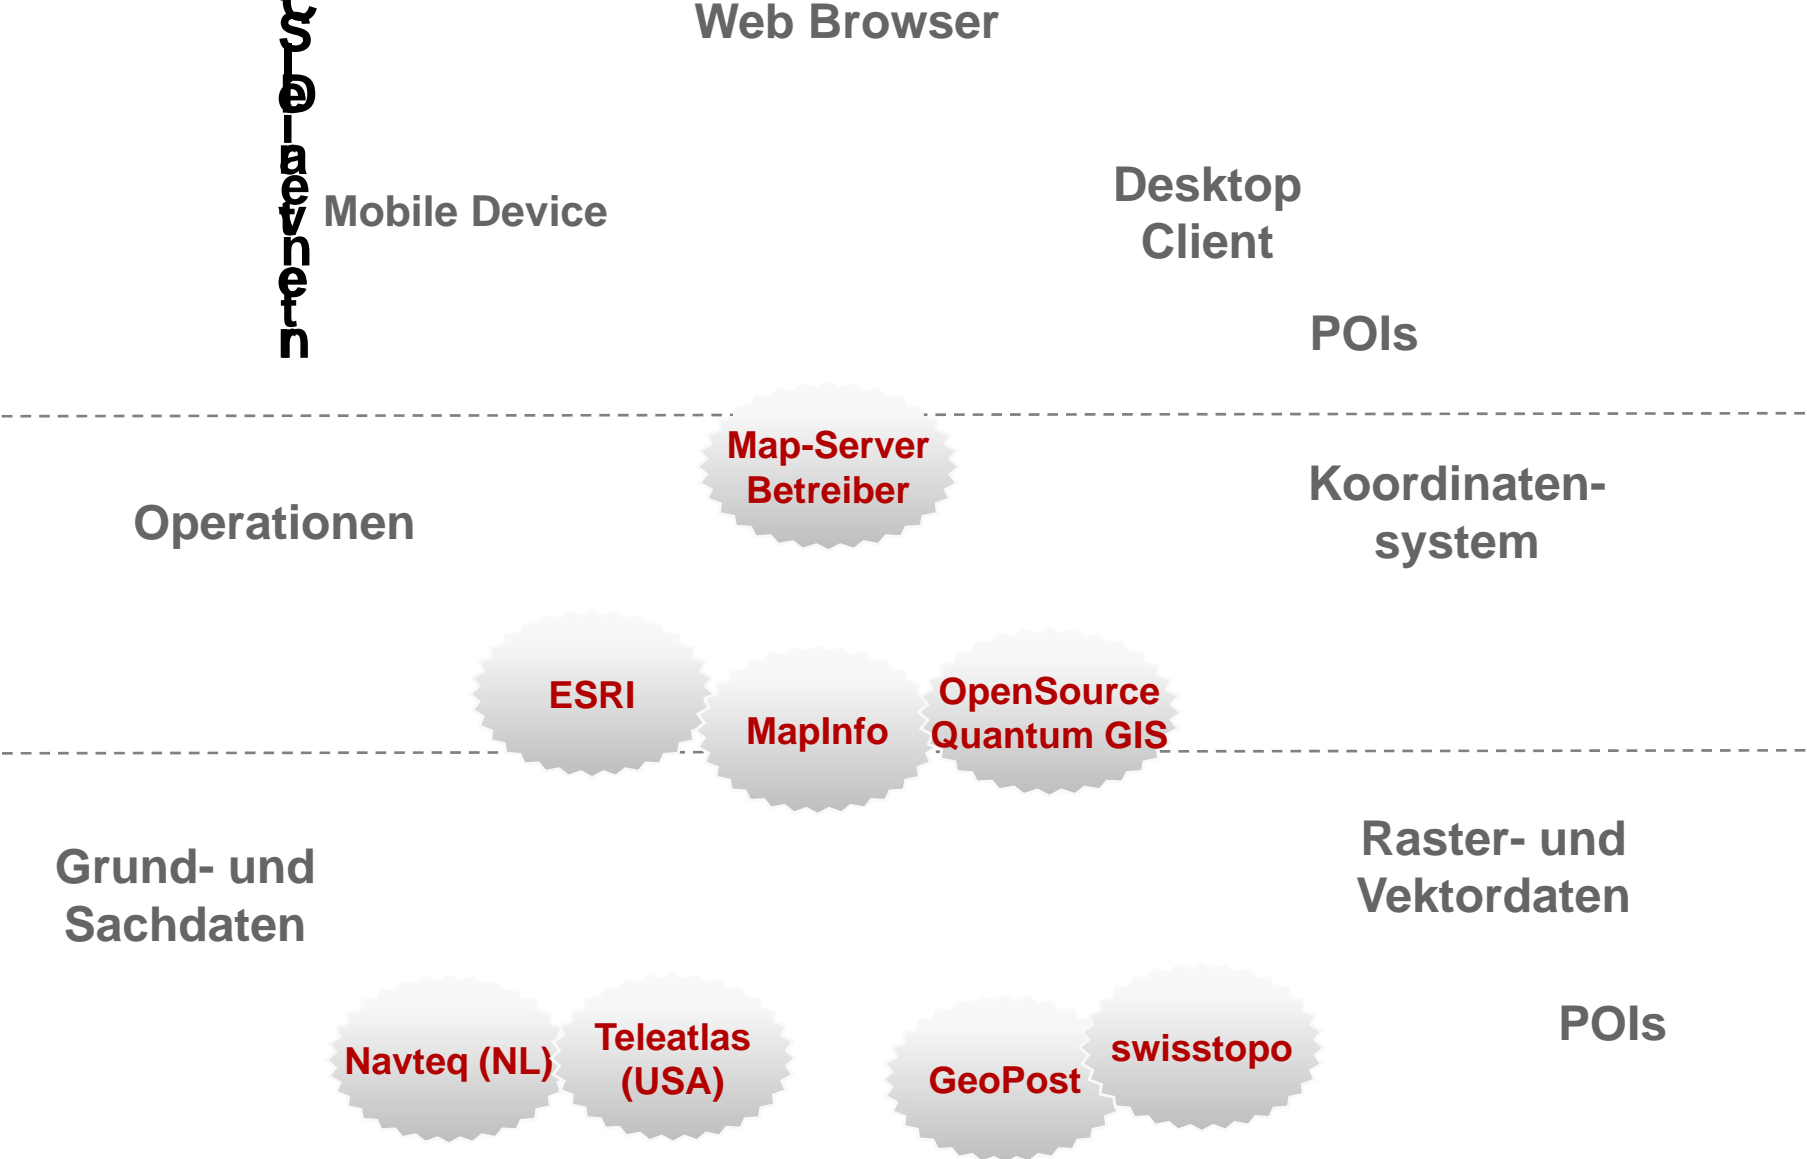 Web Browser
Mobile Device
Desktop
Client
POIs
Map-Server
Betreiber
Operationen
Koordinaten-
system
ESRI
MapInfo
OpenSource
Quantum GIS
Grund- und
Sachdaten
Raster- und
Vektordaten
Navteq (NL)
Teleatlas
(USA)
GeoPost
swisstopo
POIs